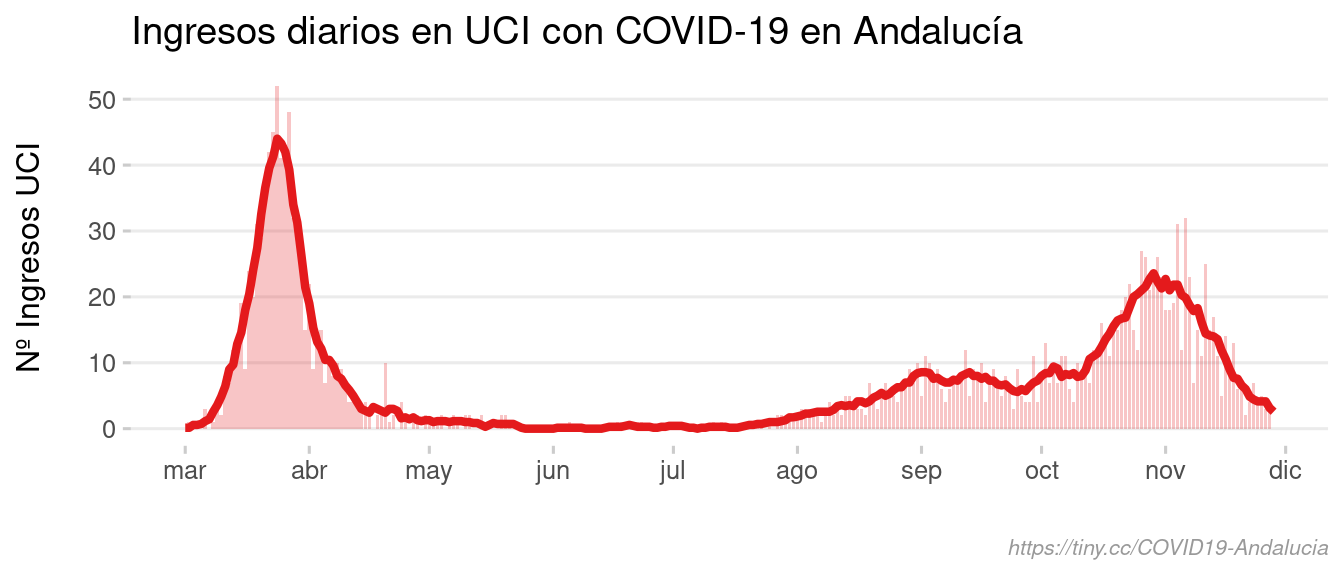 Ingresos diarios en UCI con COVID-19 en Andalucía
Nº Ingresos UCI
50
40
30
20
10
0
mar abr may jun jul ago sep oct nov dic
https://tiny.cc/COVID19-Andalucia